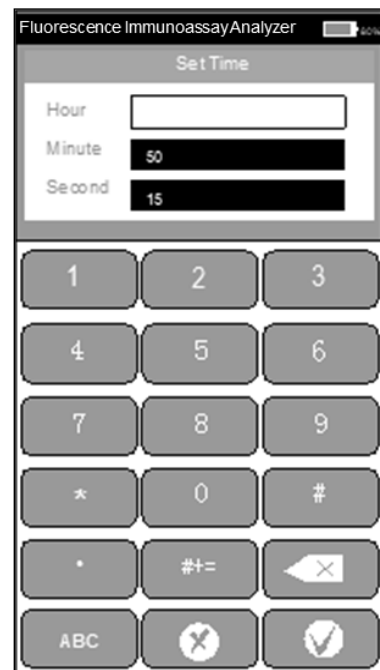 Fluorescence Immunoassay Analyzer 80%
Set Time
Hour
Minute 50
Second 15
1 2 3
4 5 6
7 8 9
* 0 #
. #+=
ABC